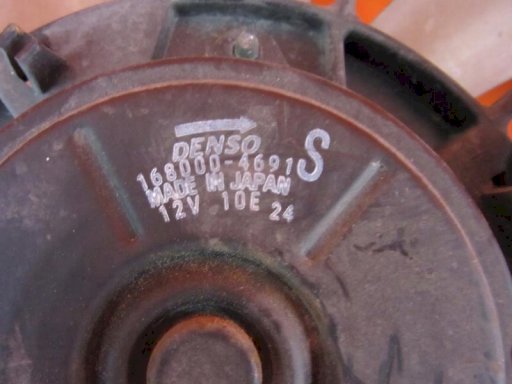 DENSO
168000-4691 S
MADE IN JAPAN
12V 10E 24